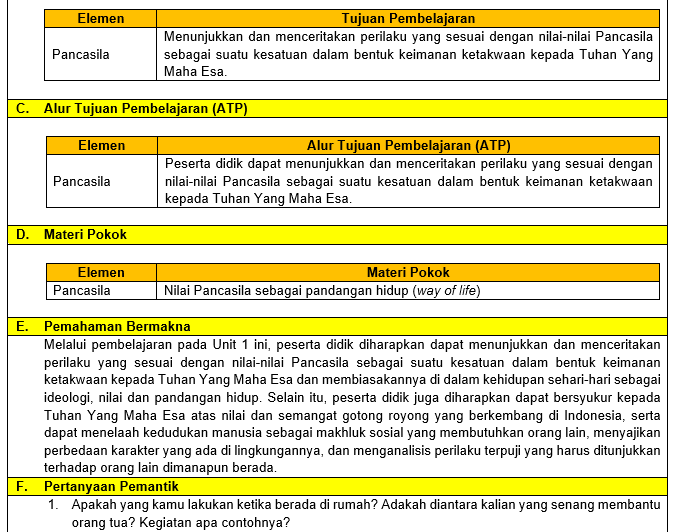 Elemen Tujuan Pembelajaran
Menunjukkan dan menceritakan perilaku yang sesuai dengan nilai-nilai Pancasila
Pancasila sebagai suatu kesatuan dalam bentuk keimanan ketakwaan kepada Tuhan Yang
Maha Esa.
C. Alur Tujuan Pembelajaran (ATP)
Elemen Alur Tujuan Pembelajaran (ATP)
Peserta didik dapat menunjukkan dan menceritakan perilaku yang sesuai dengan
Pancasila nilai-nilai Pancasila sebagai suatu kesatuan dalam bentuk keimanan ketakwaan
kepada Tuhan Yang Maha Esa.
D. Materi Pokok
Elemen Materi Pokok
Pancasila Nilai Pancasila sebagai pandangan hidup (way of life)
E. Pemahaman Bermakna
Melalui pembelajaran pada Unit 1 ini, peserta didik diharapkan dapat menunjukkan dan menceritakan
perilaku yang sesuai dengan nilai-nilai Pancasila sebagai suatu kesatuan dalam bentuk keimanan
ketakwaan kepada Tuhan Yang Maha Esa dan membiasakannya di dalam kehidupan sehari-hari sebagai
ideologi, nilai dan pandangan hidup. Selain itu, peserta didik juga diharapkan dapat bersyukur kepada
Tuhan Yang Maha Esa atas nilai dan semangat gotong royong yang berkembang di Indonesia, serta
dapat menelaah kedudukan manusia sebagai makhluk sosial yang membutuhkan orang lain, menyajikan
perbedaan karakter yang ada di lingkungannya, dan menganalisis perilaku terpuji yang harus ditunjukkan
terhadap orang lain dimanapun berada.
F. Pertanyaan Pemantik
1. Apakah yang kamu lakukan ketika berada di rumah? Adakah diantara kalian yang senang membantu
orang tua? Kegiatan apa contohnya?